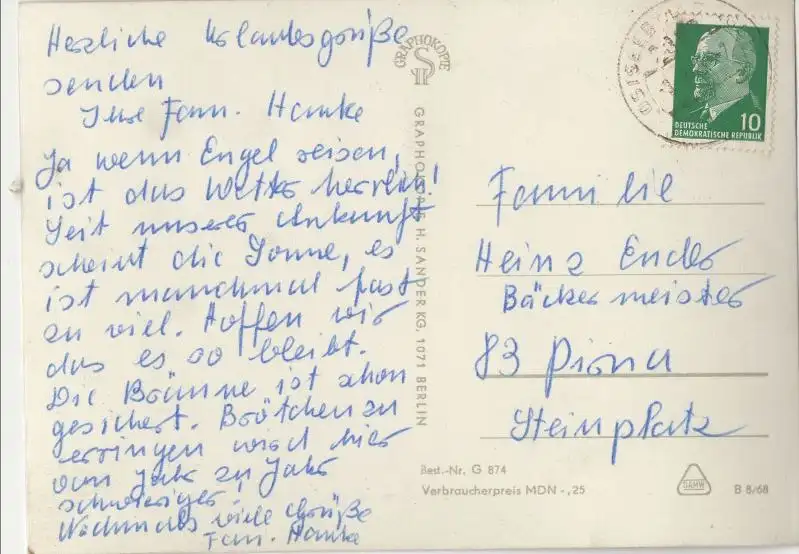 Herzliche Urlaubsgrüße
senden
Ihre Fam. Hanke
Ja wenn Engel reisen,
ist das Wetter herrlich!
Seit unserer Ankunft
scheint die Sonne, es
ist manchmal fast
zu viel. Hoffen wir
das es so bleibt.
Die Bräune ist schon
gesichert. Brötchen zu
erringen wird hier
von Jahr zu Jahr
schwieriger!
Nochmals viele Grüße
Fam. Hanke
GRAPHOKOPIE
GRAPHOKOPIE H. SANDER KG, 1071 BERLIN
10
DEUTSCHE
DEMOKRATISCHE REPUBLIK
Familie
Heinz Ender
Bäckermeister
83 Pirna
Steinplatz
Best.-Nr. G 874
Verbraucherpreis MDN -,25
DAMW
B 8/68